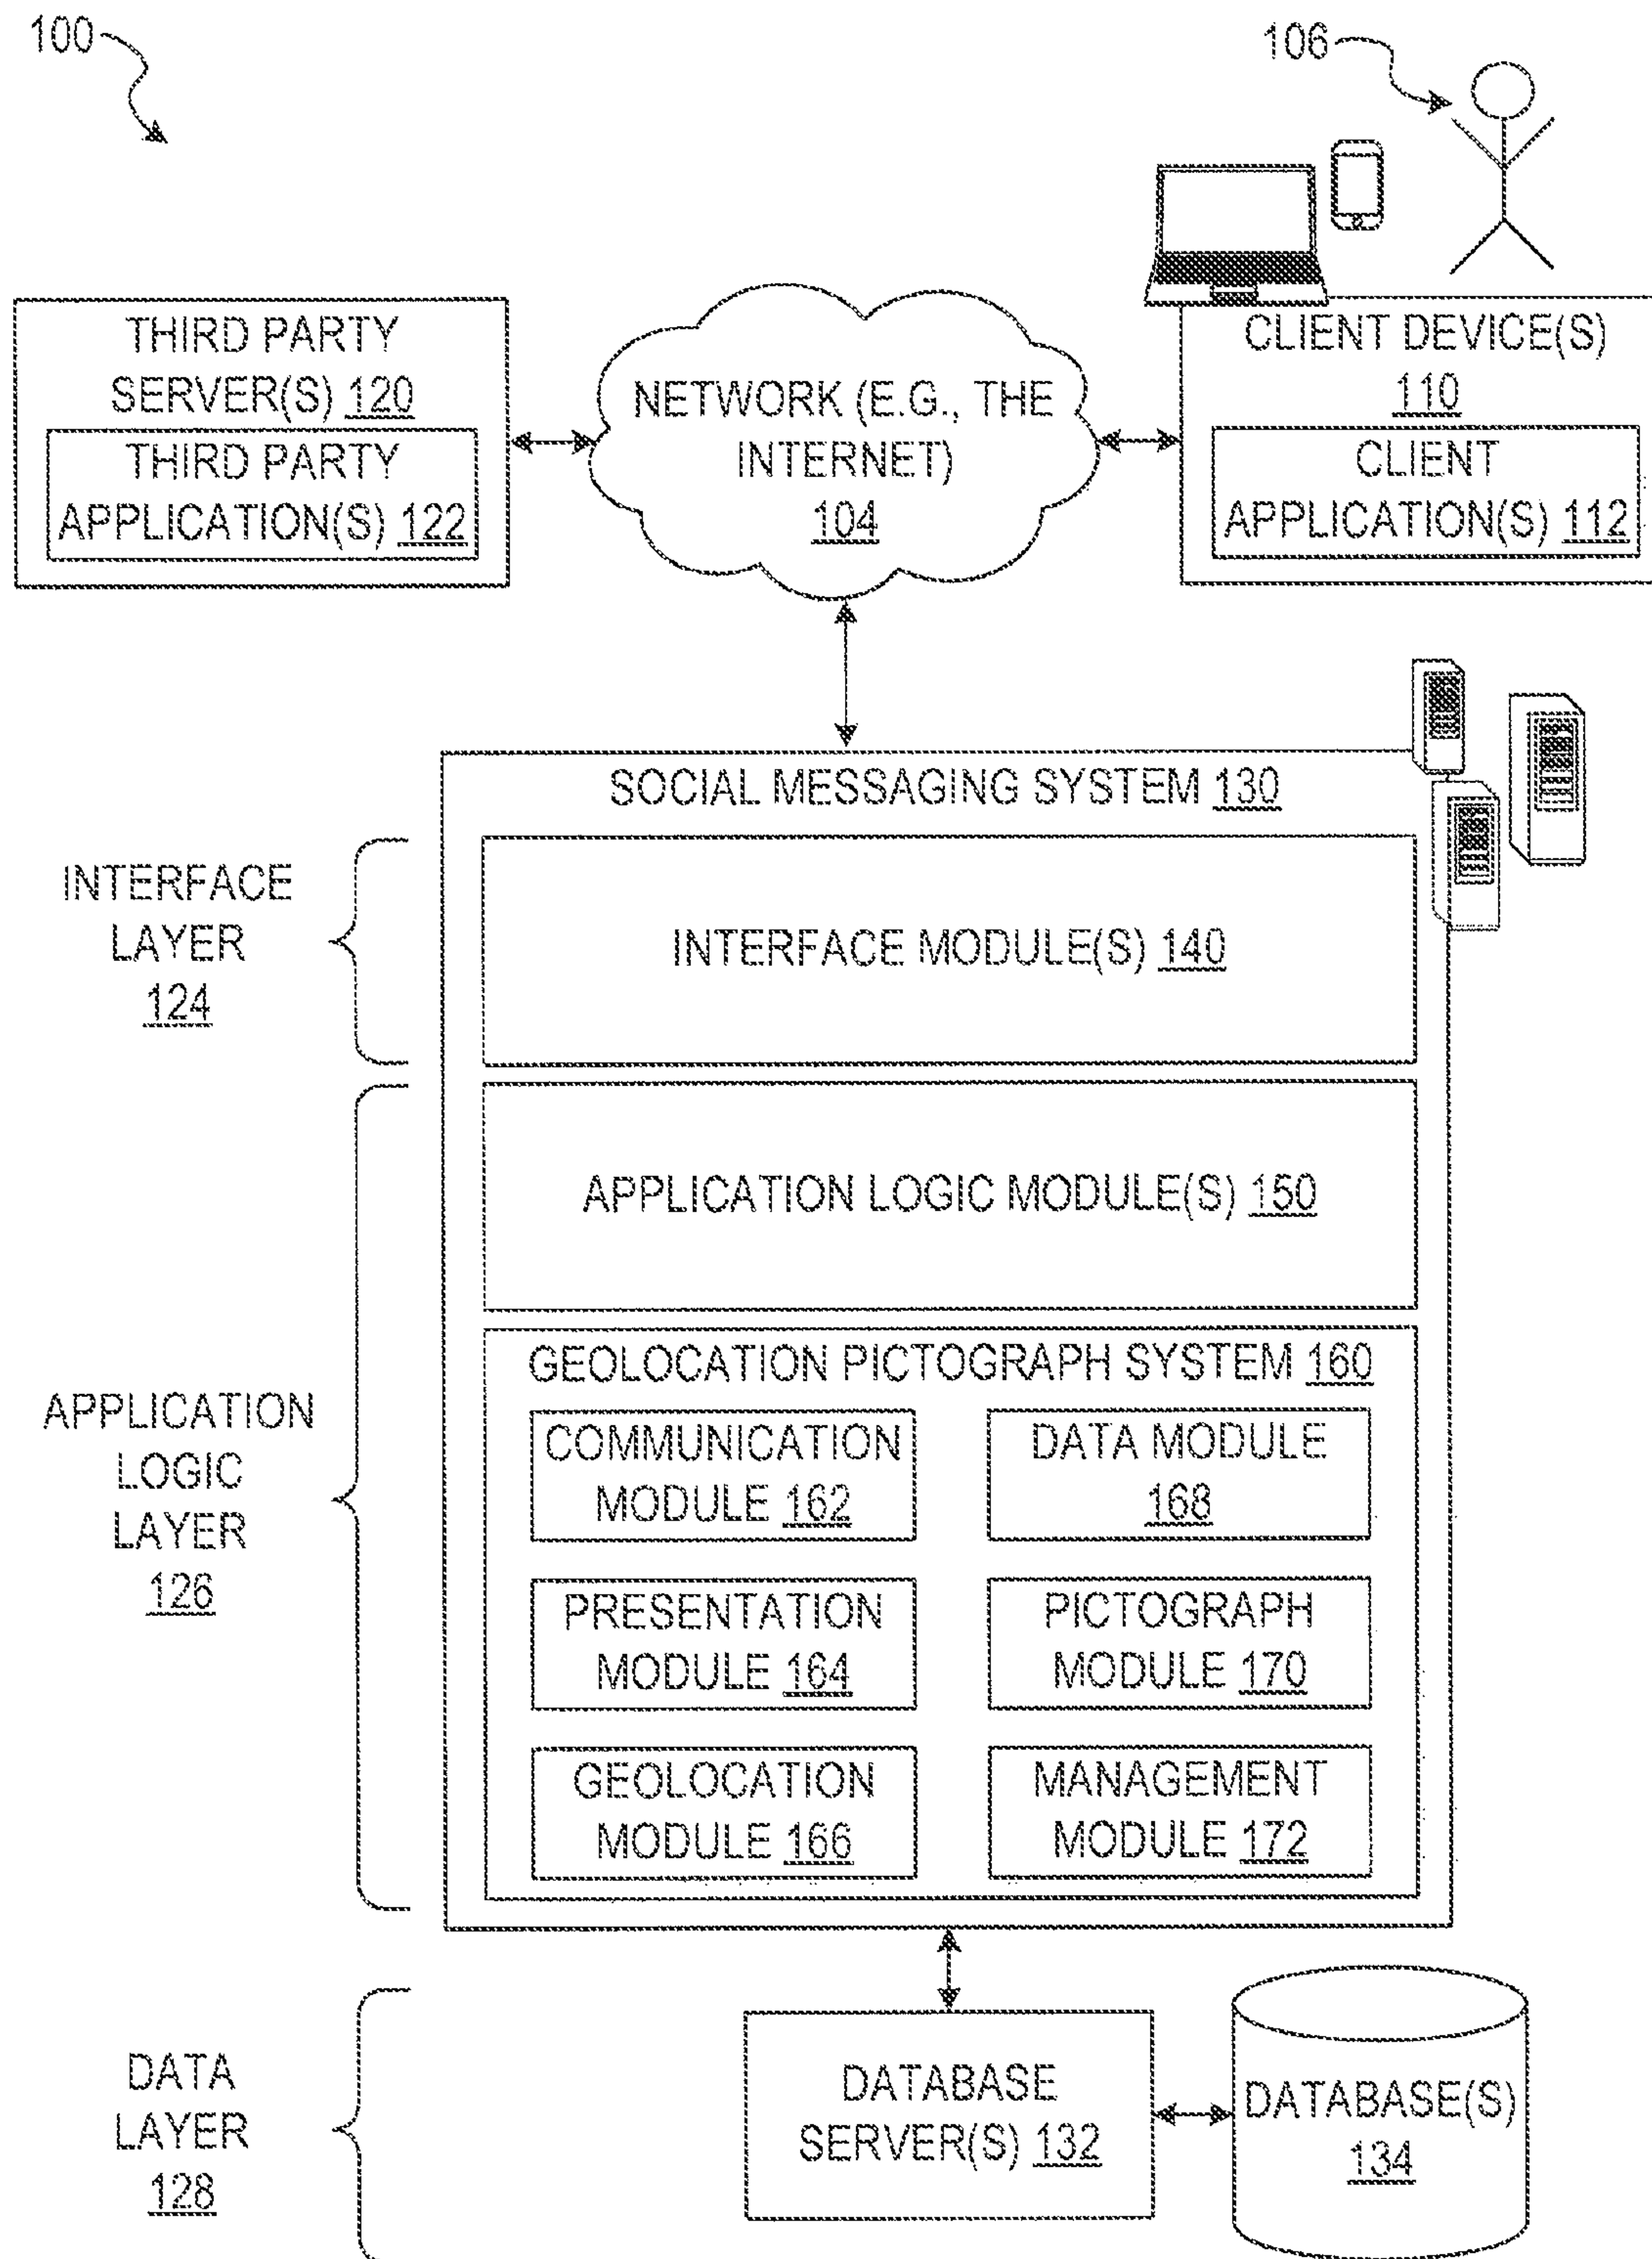 100
106
THIRD PARTY
SERVER(S) 120
THIRD PARTY
APPLICATION(S) 122
NETWORK (E.G., THE
INTERNET)
104
CLIENT DEVICE(S)
110
CLIENT
APPLICATION(S) 112
SOCIAL MESSAGING SYSTEM 130
INTERFACE
LAYER
124
INTERFACE MODULE(S) 140
APPLICATION LOGIC MODULE(S) 150
APPLICATION
LOGIC
LAYER
126
GEOLOCATION PICTOGRAPH SYSTEM 160
COMMUNICATION
MODULE 162
DATA MODULE
168
PRESENTATION
MODULE 164
PICTOGRAPH
MODULE 170
GEOLOCATION
MODULE 166
MANAGEMENT
MODULE 172
DATA
LAYER
128
DATABASE
SERVER(S) 132
DATABASE(S)
134